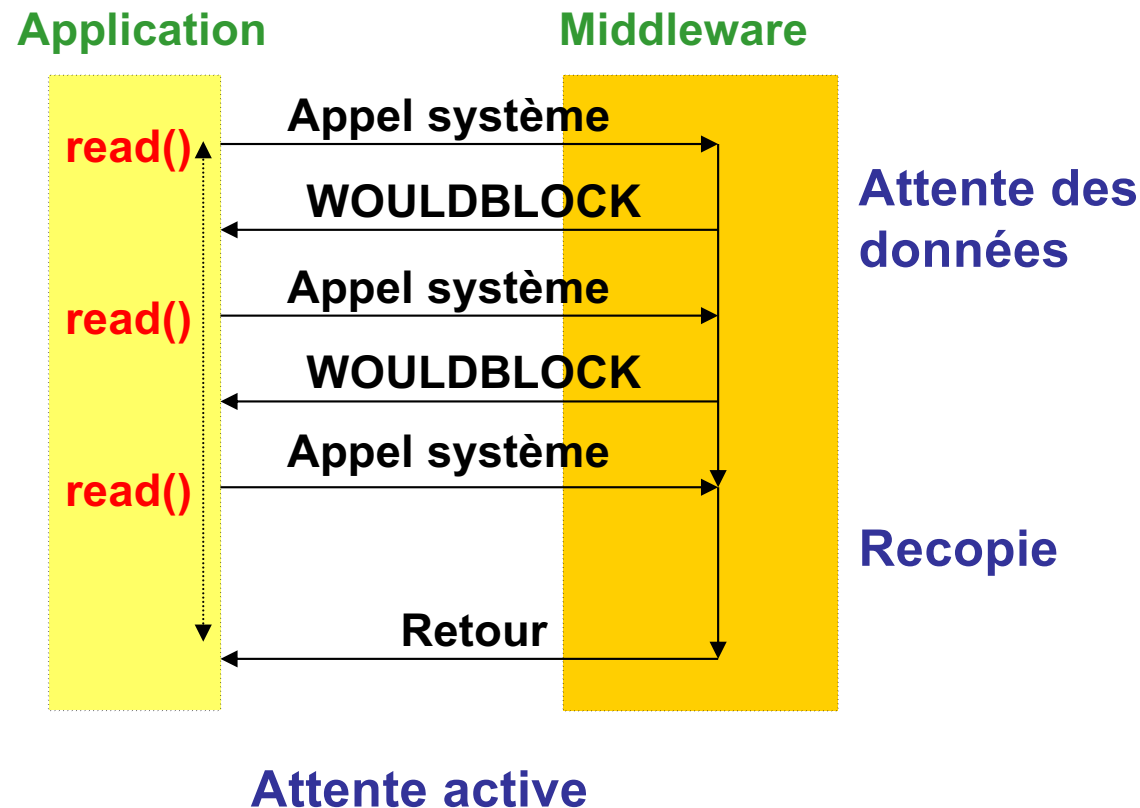 Application
Middleware
Appel système
read()
WOULDBLOCK
Attente des
données
Appel système
read()
WOULDBLOCK
Appel système
read()
Recopie
Retour
Attente active